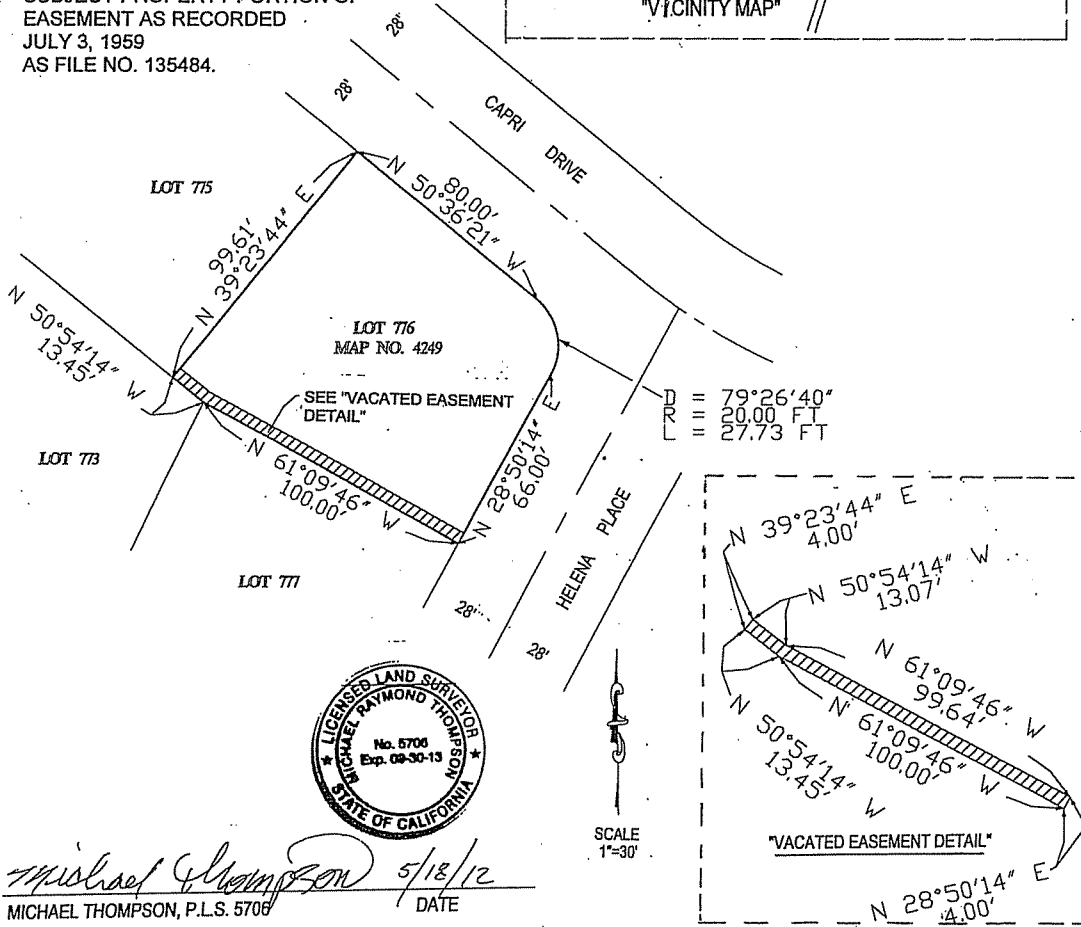 EASEMENT AS RECORDED
JULY 3, 1959
AS FILE NO. 135484.
"VICINITY MAP"
28'
28'
CAPRI DRIVE
LOT 775
N 39°23'44" E
99.61'
80.00'
N 50°36'21" W
LOT 776
MAP NO. 4249
N 50°54'14" W
13.45'
SEE "VACATED EASEMENT
DETAIL"
D = 79°26'40"
R = 20.00 FT
L = 27.73 FT
LOT 773
N 61°09'46" W
100.00'
N 28°50'14" E
66.00'
HELENA PLACE
LOT 777
28'
28'
N 39°23'44" E
4.00'
N 50°54'14" W
13.07'
N 61°09'46" W
99.64'
N 61°09'46" W
100.00'
N 50°54'14" W
13.45'
"VACATED EASEMENT DETAIL"
N 28°50'14" E
4.00'
LICENSED LAND SURVEYOR
MICHAEL RAYMOND THOMPSON
No. 5706
Exp. 09-30-13
STATE OF CALIFORNIA
SCALE
1"=30'
Michael Thompson 5/18/12
MICHAEL THOMPSON, P.L.S. 5706
DATE